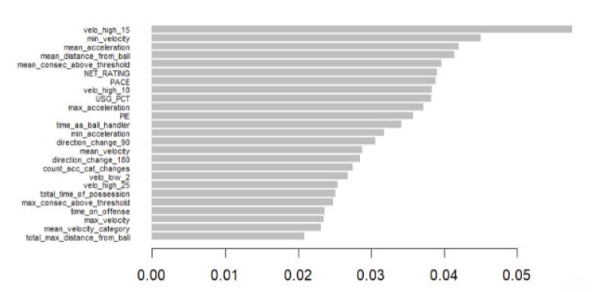 velo_high_15
min_velocity
mean_acceleration
mean_distance_from_ball
mean_consec_above_threshold
NET_RATING
PACE
velo_high_10
USG_PCT
max_acceleration
PIE
time_as_ball_handler
min_acceleration
direction_change_90
mean_velocity
direction_change_180
count_acc_cat_changes
velo_low_2
velo_high_25
total_time_of_possession
max_consec_above_threshold
time_on_offense
max_velocity
mean_velocity_category
total_max_distance_from_ball
0.00 0.01 0.02 0.03 0.04 0.05